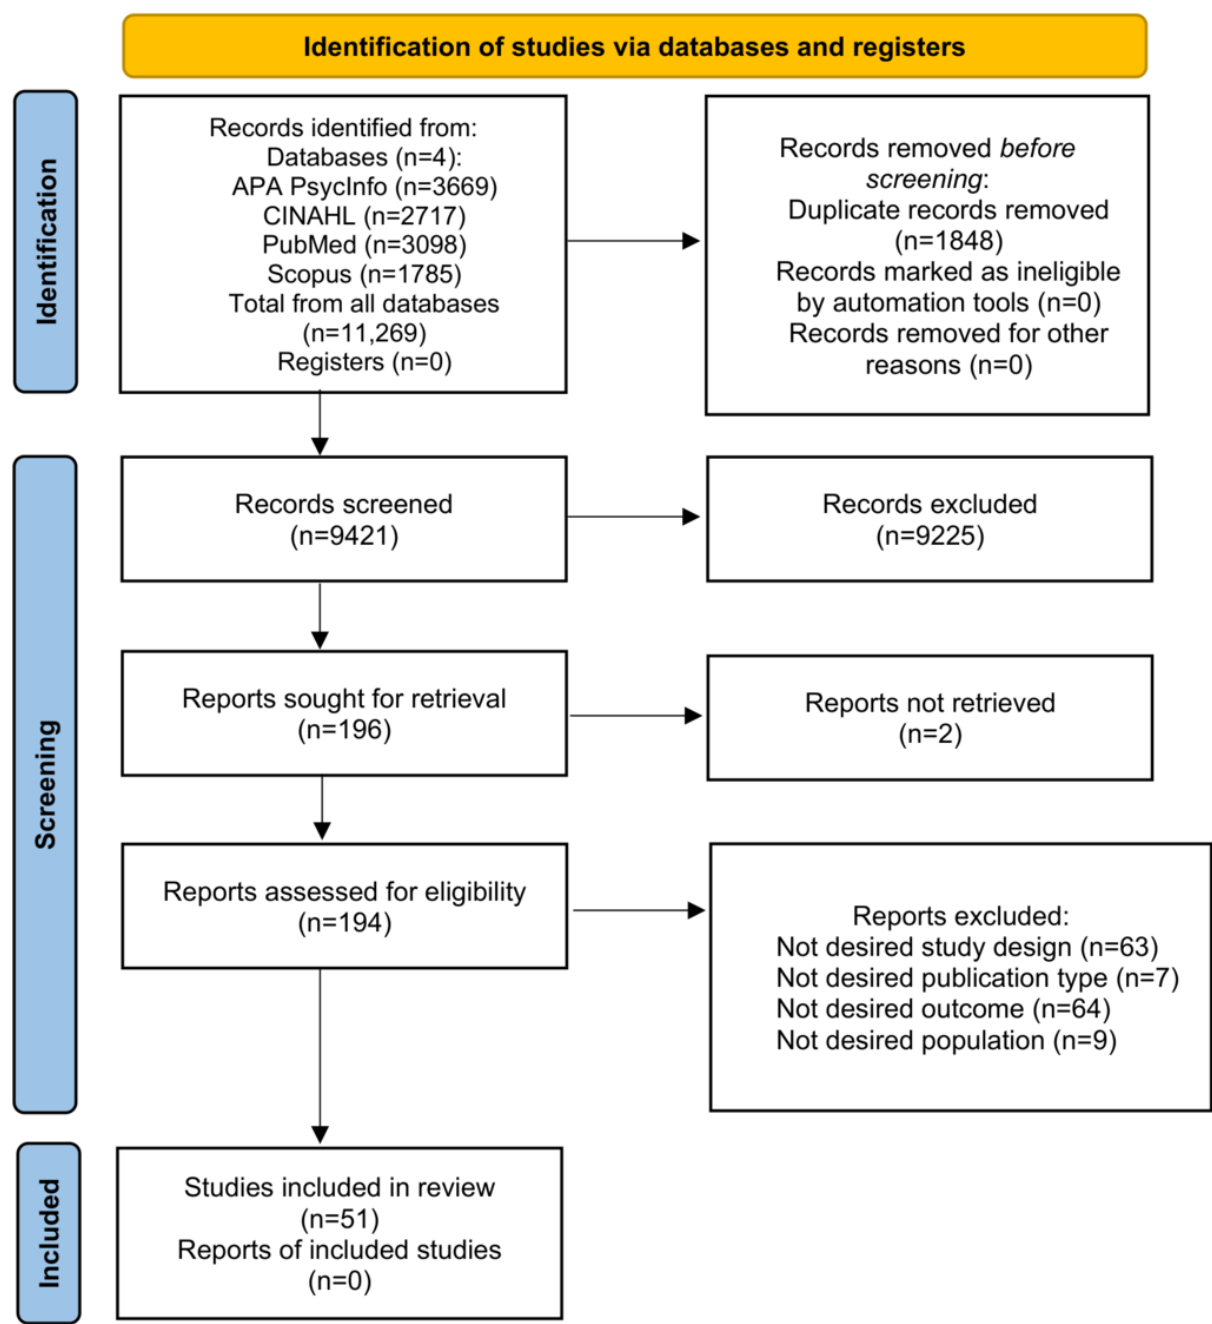 Identification of studies via databases and registers
Identification
Records identified from:
Databases (n=4):
APA PsycInfo (n=3669)
CINAHL (n=2717)
PubMed (n=3098)
Scopus (n=1785)
Total from all databases
(n=11,269)
Registers (n=0)
Records removed before
screening:
Duplicate records removed
(n=1848)
Records marked as ineligible
by automation tools (n=0)
Records removed for other
reasons (n=0)
Screening
Records screened
(n=9421)
Records excluded
(n=9225)
Reports sought for retrieval
(n=196)
Reports not retrieved
(n=2)
Reports assessed for eligibility
(n=194)
Reports excluded:
Not desired study design (n=63)
Not desired publication type (n=7)
Not desired outcome (n=64)
Not desired population (n=9)
Included
Studies included in review
(n=51)
Reports of included studies
(n=0)